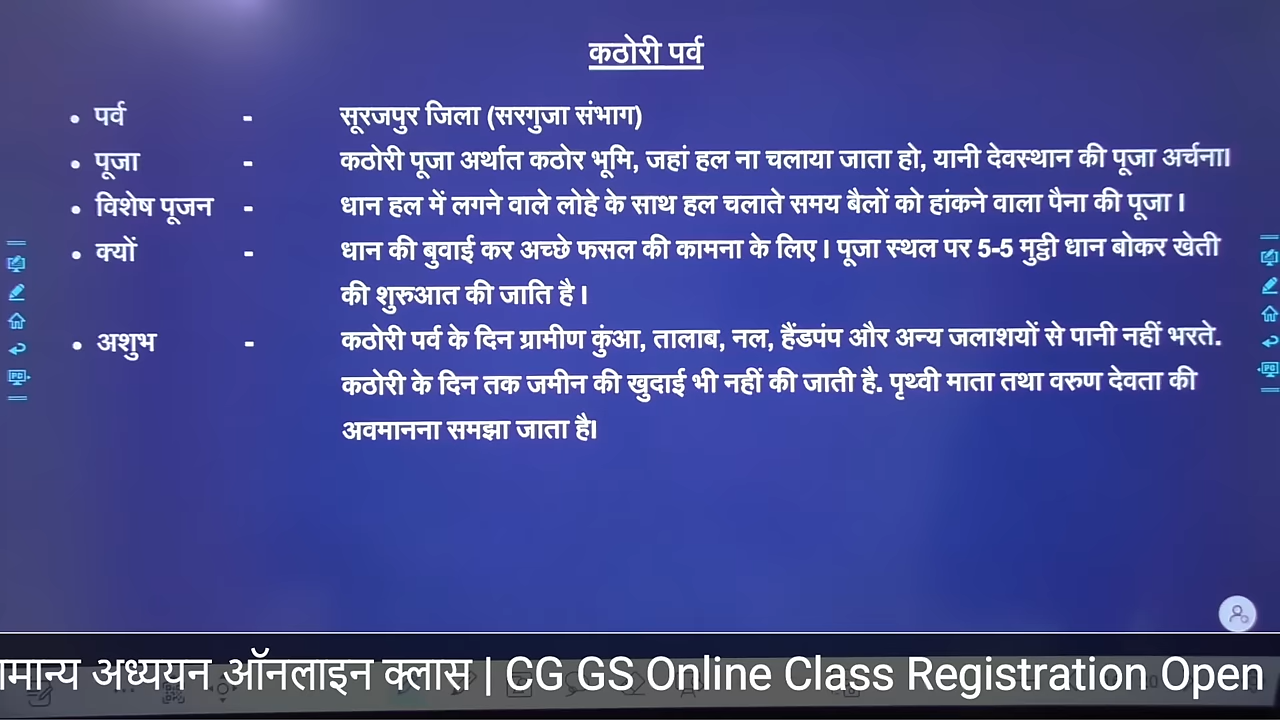 कठोरी पर्व
• पर्व - सूरजपुर जिला (सरगुजा संभाग)
• पूजा - कठोरी पूजा अर्थात कठोर भूमि, जहां हल ना चलाया जाता हो, यानी देवस्थान की पूजा अर्चना।
• विशेष पूजन - धान हल में लगने वाले लोहे के साथ हल चलाते समय बैलों को हांकने वाला पैना की पूजा ।
• क्यों - धान की बुवाई कर अच्छे फसल की कामना के लिए । पूजा स्थल पर 5-5 मुट्ठी धान बोकर खेती
की शुरुआत की जाति है ।
• अशुभ - कठोरी पर्व के दिन ग्रामीण कुंआ, तालाब, नल, हैंडपंप और अन्य जलाशयों से पानी नहीं भरते.
कठोरी के दिन तक जमीन की खुदाई भी नहीं की जाती है. पृथ्वी माता तथा वरुण देवता की
अवमानना समझा जाता है।
अध्ययन ऑनलाइन क्लास | CG GS Online Class Registration Open